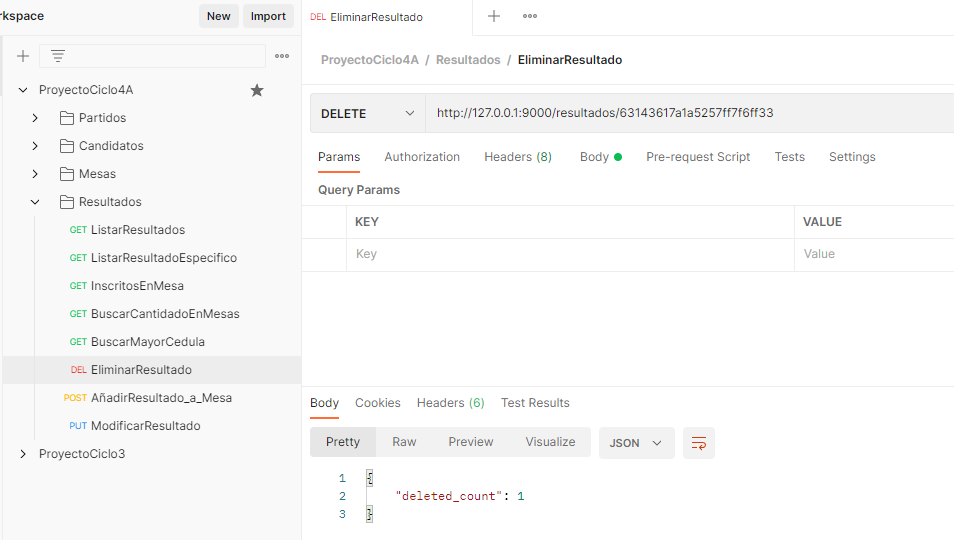 rkspace
New Import
ProyectoCiclo4A
Partidos
Candidatos
Mesas
Resultados
GET ListarResultados
GET ListarResultadoEspecifico
GET InscritosEnMesa
GET BuscarCantidadoEnMesas
GET BuscarMayorCedula
DEL EliminarResultado
POST AñadirResultado_a_Mesa
PUT ModificarResultado
ProyectoCiclo3
DEL EliminarResultado
ProyectoCiclo4A / Resultados / EliminarResultado
DELETE http://127.0.0.1:9000/resultados/63143617a1a5257ff7f6ff33
Params Authorization Headers (8) Body Pre-request Script Tests Settings
Query Params
KEY VALUE
Key Value
Body Cookies Headers (6) Test Results
Pretty Raw Preview Visualize JSON
1 {
2 "deleted_count": 1
3 }